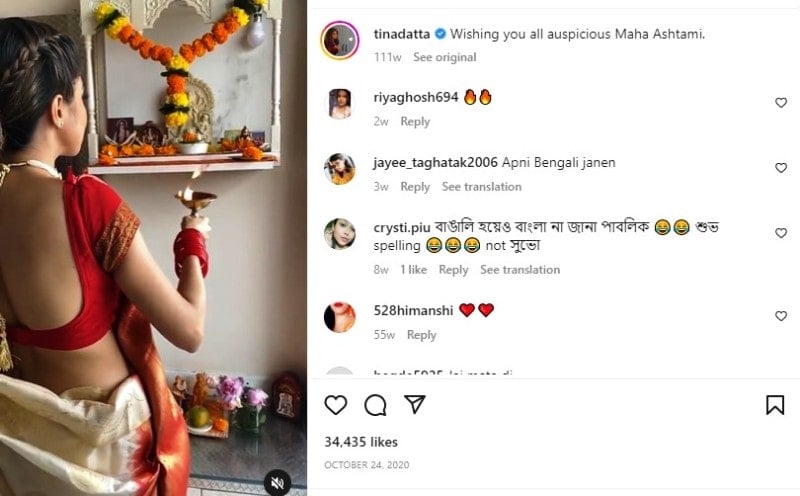 tinadatta Wishing you all auspicious Maha Ashtami.
111w See original
riyaghosh694 🔥🔥
2w Reply
jayee_taghatak2006 Apni Bengali janen
3w Reply See translation
crysti.piu বাঙালি হয়েও বাংলা না জানা পাবলিক 😂😂 শুভ
spelling 😂😂😂 not সুভো
8w 1 like Reply See translation
528himanshi ❤️❤️
55w Reply
34,435 likes
OCTOBER 24, 2020